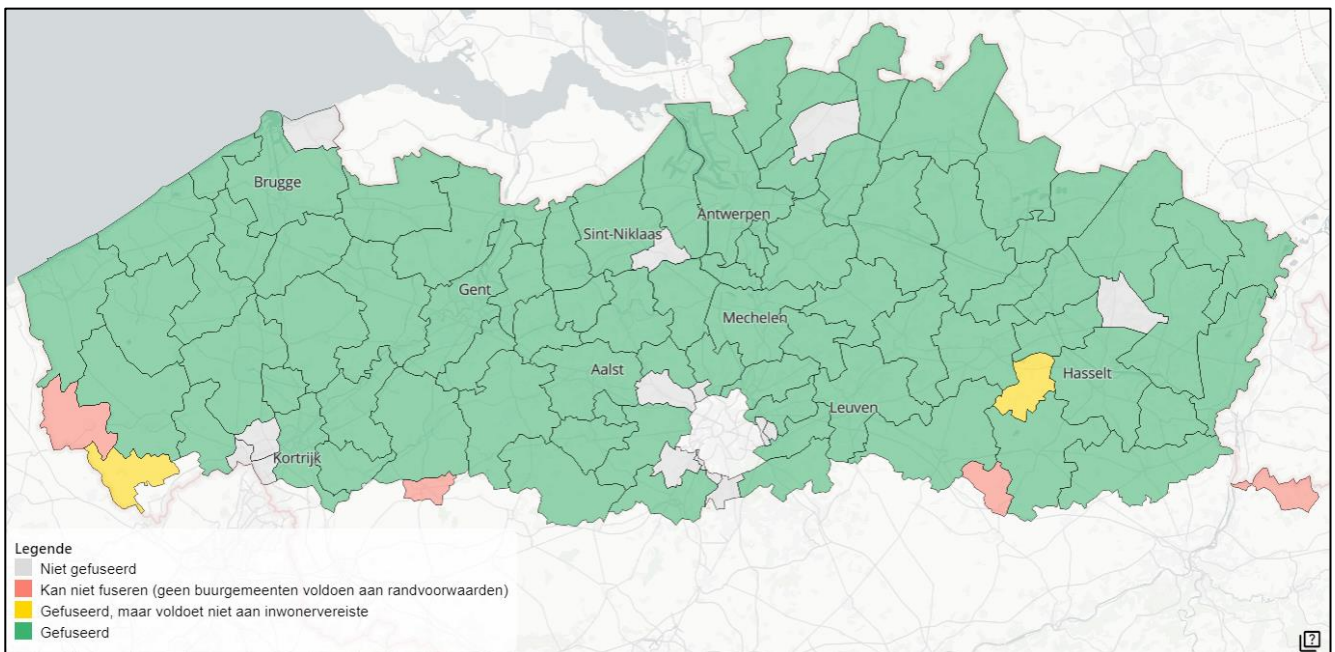 Brugge
Antwerpen
Sint-Niklaas
Gent
Mechelen
Aalst
Hasselt
Leuven
Kortrijk
Legende
Niet gefuseerd
Kan niet fuseren (geen buurgemeenten voldoen aan randvoorwaarden)
Gefuseerd, maar voldoet niet aan inwonervereiste
Gefuseerd
?